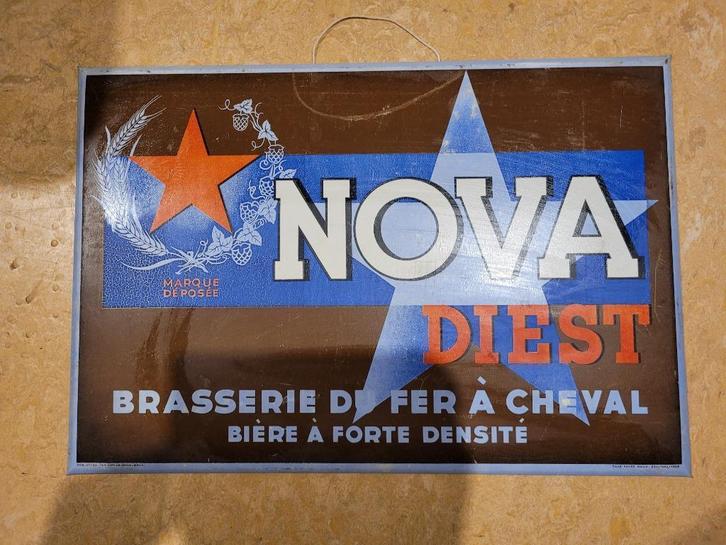 NOVA
MARQUE
DÉPOSÉE
DIEST
BRASSERIE DU FER À CHEVAL
BIÈRE À FORTE DENSITÉ